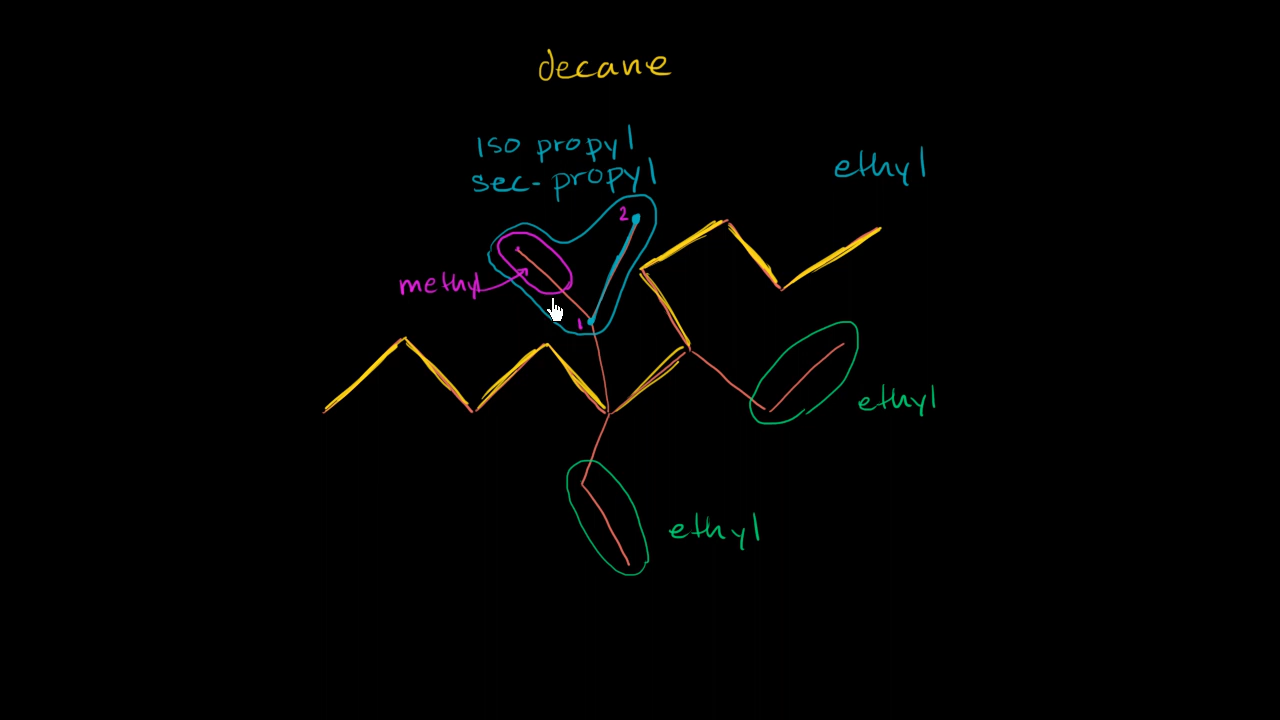 decane
iso propyl
sec-propyl
ethyl
2
methyl
1
ethyl
ethyl